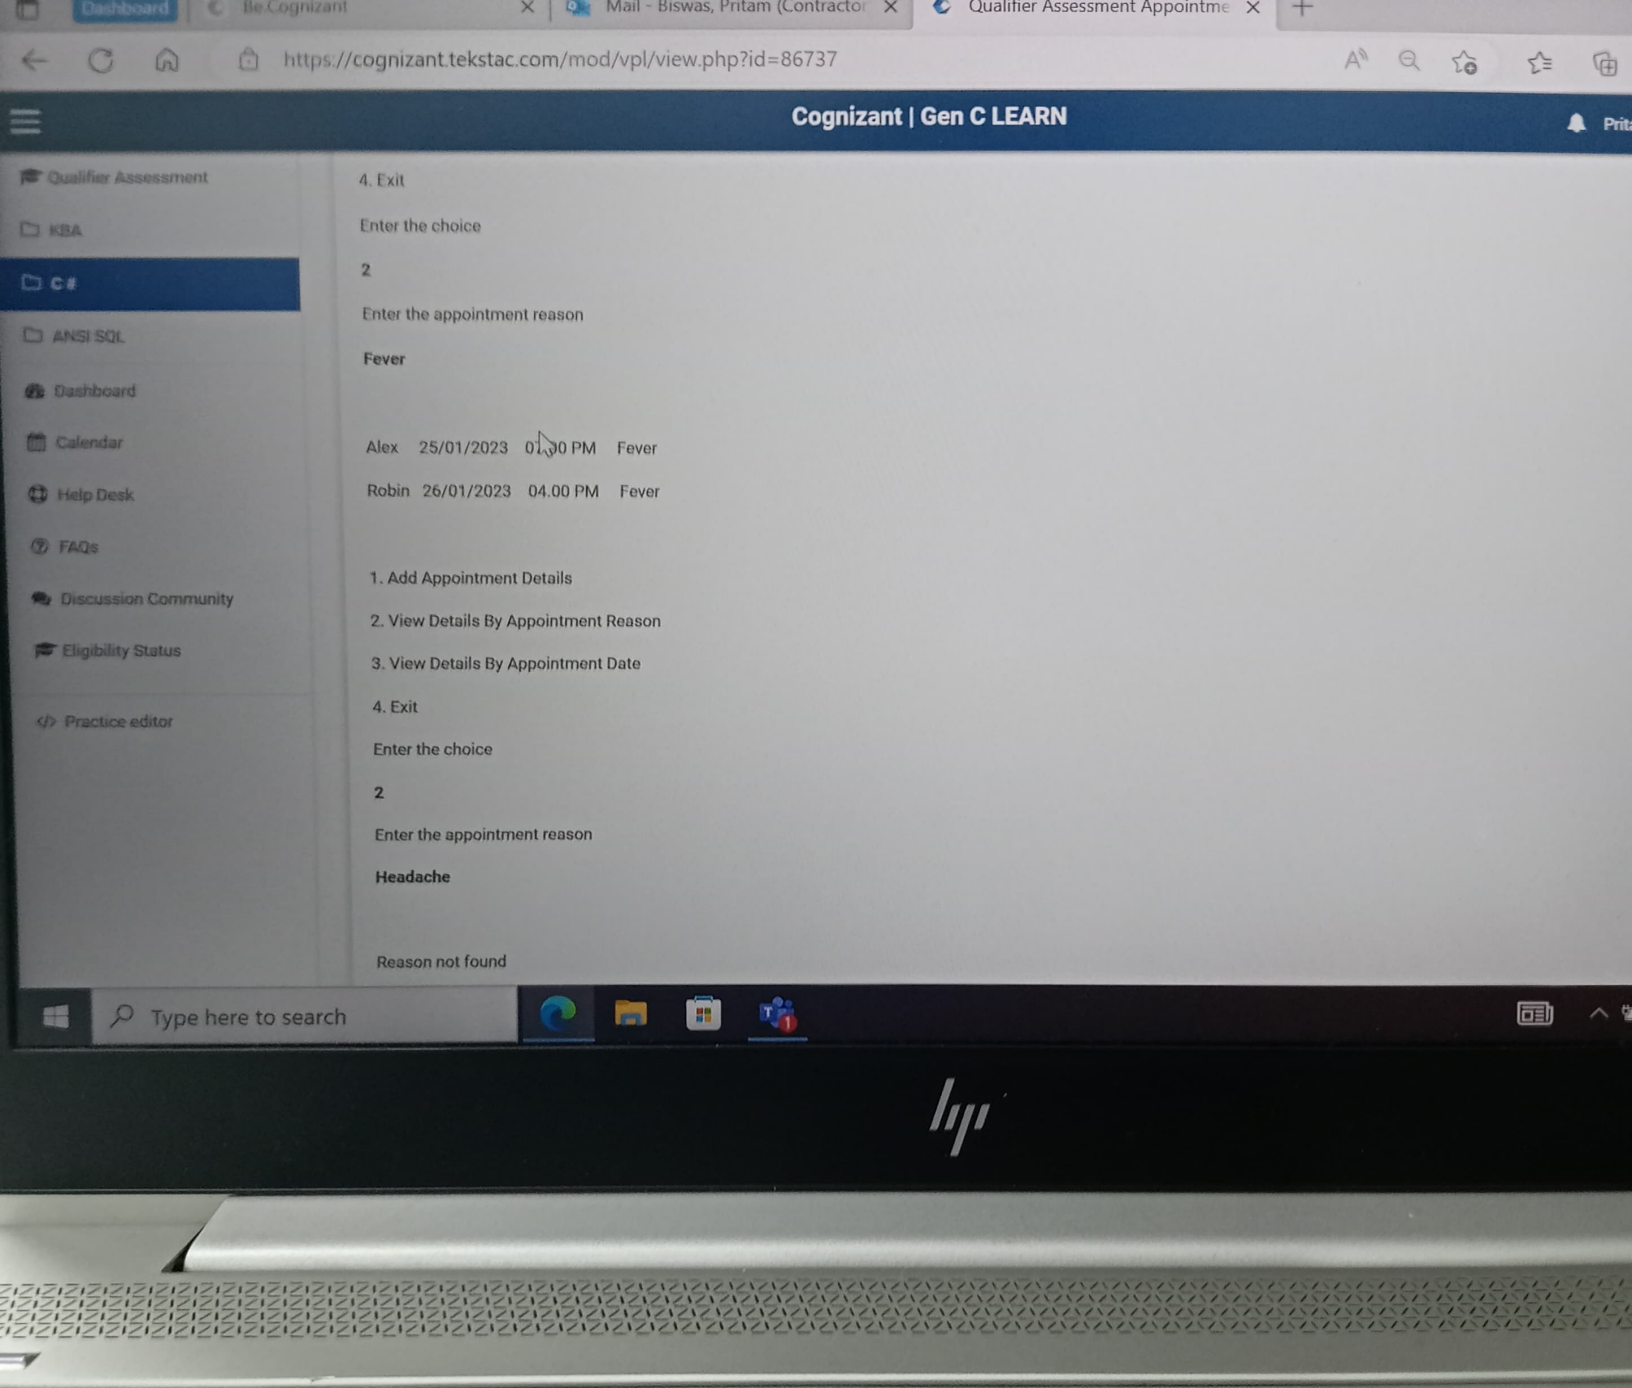 Dashboard Be.Cognizant Mail - Biswas, Pritam (Contractor Qualifier Assessment Appointme
https://cognizant.tekstac.com/mod/vpl/view.php?id=86737
Cognizant | Gen C LEARN
Qualifier Assessment
KBA
C#
ANSI SQL
Dashboard
Calendar
Help Desk
FAQs
Discussion Community
Eligibility Status
</> Practice editor
4. Exit
Enter the choice
2
Enter the appointment reason
Fever
Alex 25/01/2023 PM Fever
Robin 26/01/2023 04.00 PM Fever
1. Add Appointment Details
2. View Details By Appointment Reason
3. View Details By Appointment Date
4. Exit
Enter the choice
2
Enter the appointment reason
Headache
Reason not found
Type here to search
T 1
hp